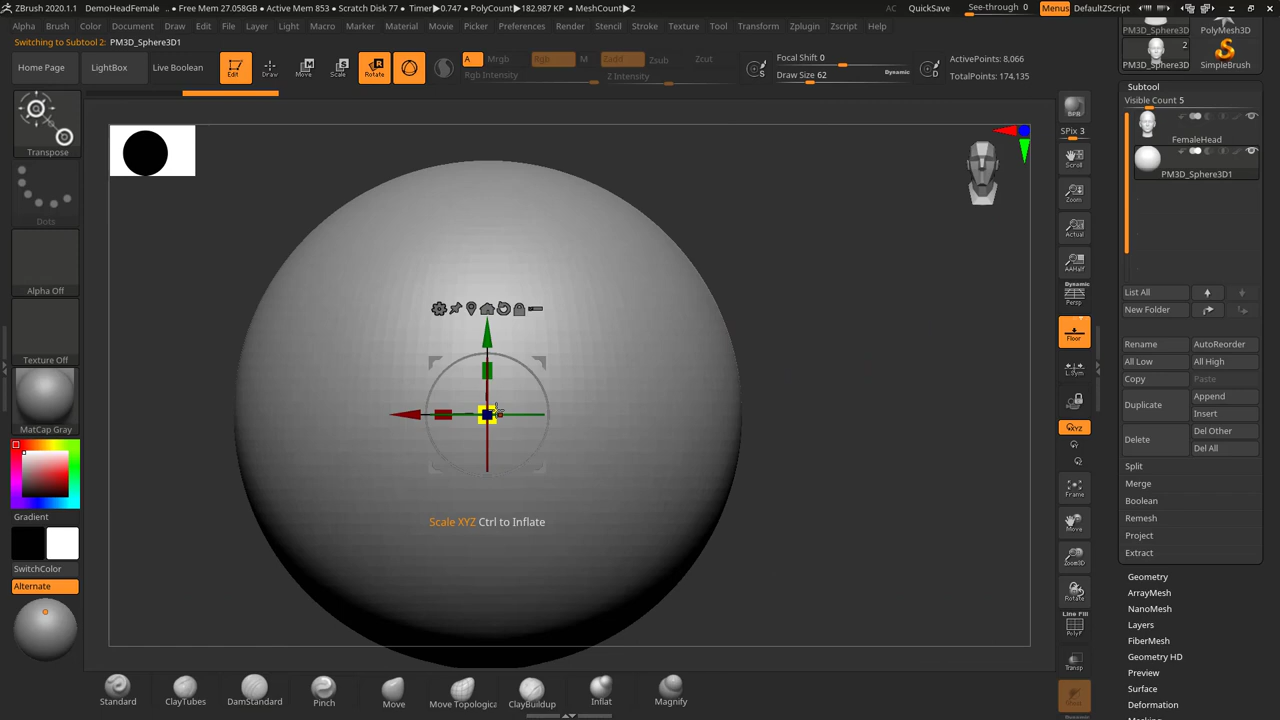 ZBrush 2020.1.1 DemoHeadFemale .. • Free Mem 27.058GB • Active Mem 853 • Scratch Disk 77 • Timer▶0.747 • PolyCount▶182.987 KP • MeshCount▶2 AC QuickSave See-through 0 Menus DefaultZScript
Alpha Brush Color Document Draw Edit File Layer Light Macro Marker Material Movie Picker Preferences Render Stencil Stroke Texture Tool Transform Zplugin Zscript Help
Switching to Subtool 2: PM3D_Sphere3D1
Home Page LightBox Live Boolean Edit Draw Move Scale Rotate
A Mrgb Rgb M Zadd Zsub Zcut
Rgb Intensity Z Intensity
S Focal Shift 0
Draw Size 62 Dynamic
D
ActivePoints: 8,066
TotalPoints: 174,135
Transpose
Dots
Alpha Off
Texture Off
MatCap Gray
Gradient
SwitchColor
Alternate
Scale XYZ Ctrl to Inflate
Standard ClayTubes DamStandard Pinch Move Move Topologica ClayBuildup Inflat Magnify
BPR
SPix 3
Scroll
Zoom
Actual
AAHalf
Persp
Floor
L.Sym
XYZ
Y
Z
Frame
Move
Zoom3D
Rotate
Line Fill
PolyF
Transp
PM3D_Sphere3D PolyMesh3D
2
PM3D_Sphere3D SimpleBrush
Subtool
Visible Count 5
FemaleHead
PM3D_Sphere3D1
List All
New Folder
Rename AutoReorder
All Low All High
Copy Paste
Duplicate Append
Insert
Delete Del Other
Del All
Split
Merge
Boolean
Remesh
Project
Extract
Geometry
ArrayMesh
NanoMesh
Layers
FiberMesh
Geometry HD
Preview
Surface
Deformation